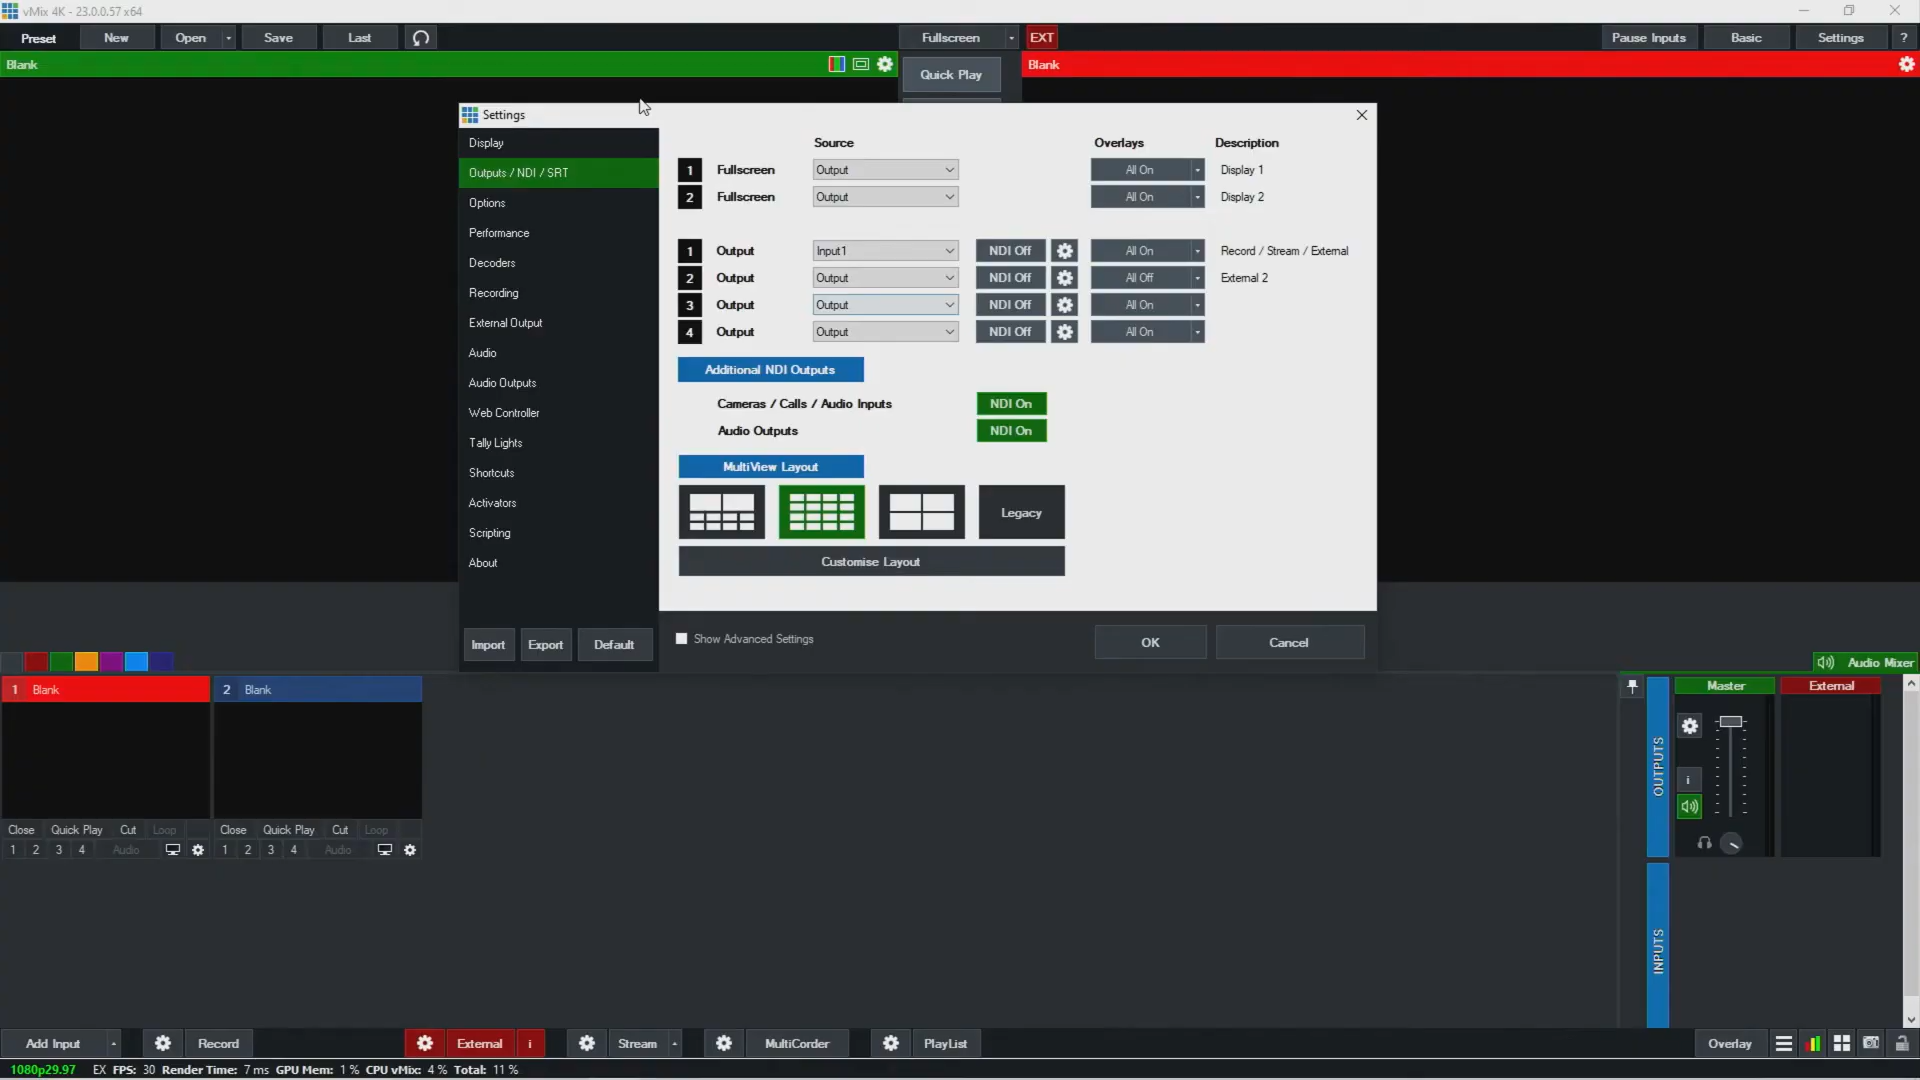 vMix 4K - 23.0.0.57 x64
Preset New Open Save Last Fullscreen EXT Pause Inputs Basic Settings ?
Blank Quick Play Blank
Settings
Display
Outputs / NDI / SRT
Options
Performance
Decoders
Recording
External Output
Audio
Audio Outputs
Web Controller
Tally Lights
Shortcuts
Activators
Scripting
About
Import Export Default
Source Overlays Description
1 Fullscreen Output All On Display 1
2 Fullscreen Output All On Display 2
1 Output Input1 NDI Off All On Record / Stream / External
2 Output Output NDI Off All Off External 2
3 Output Output NDI Off All On
4 Output Output NDI Off All On
Additional NDI Outputs
Cameras / Calls / Audio Inputs NDI On
Audio Outputs NDI On
MultiView Layout
Legacy
Customise Layout
Show Advanced Settings OK Cancel
Audio Mixer
1 Blank 2 Blank
Close Quick Play Cut Loop Close Quick Play Cut Loop
1 2 3 4 Audio 1 2 3 4 Audio
OUTPUTS
Master External
i
INPUTS
Add Input Record External i Stream MultiCorder PlayList Overlay
1080p29.97 EX FPS: 30 Render Time: 7 ms GPU Mem: 1 % CPU vMix: 4 % Total: 11 %